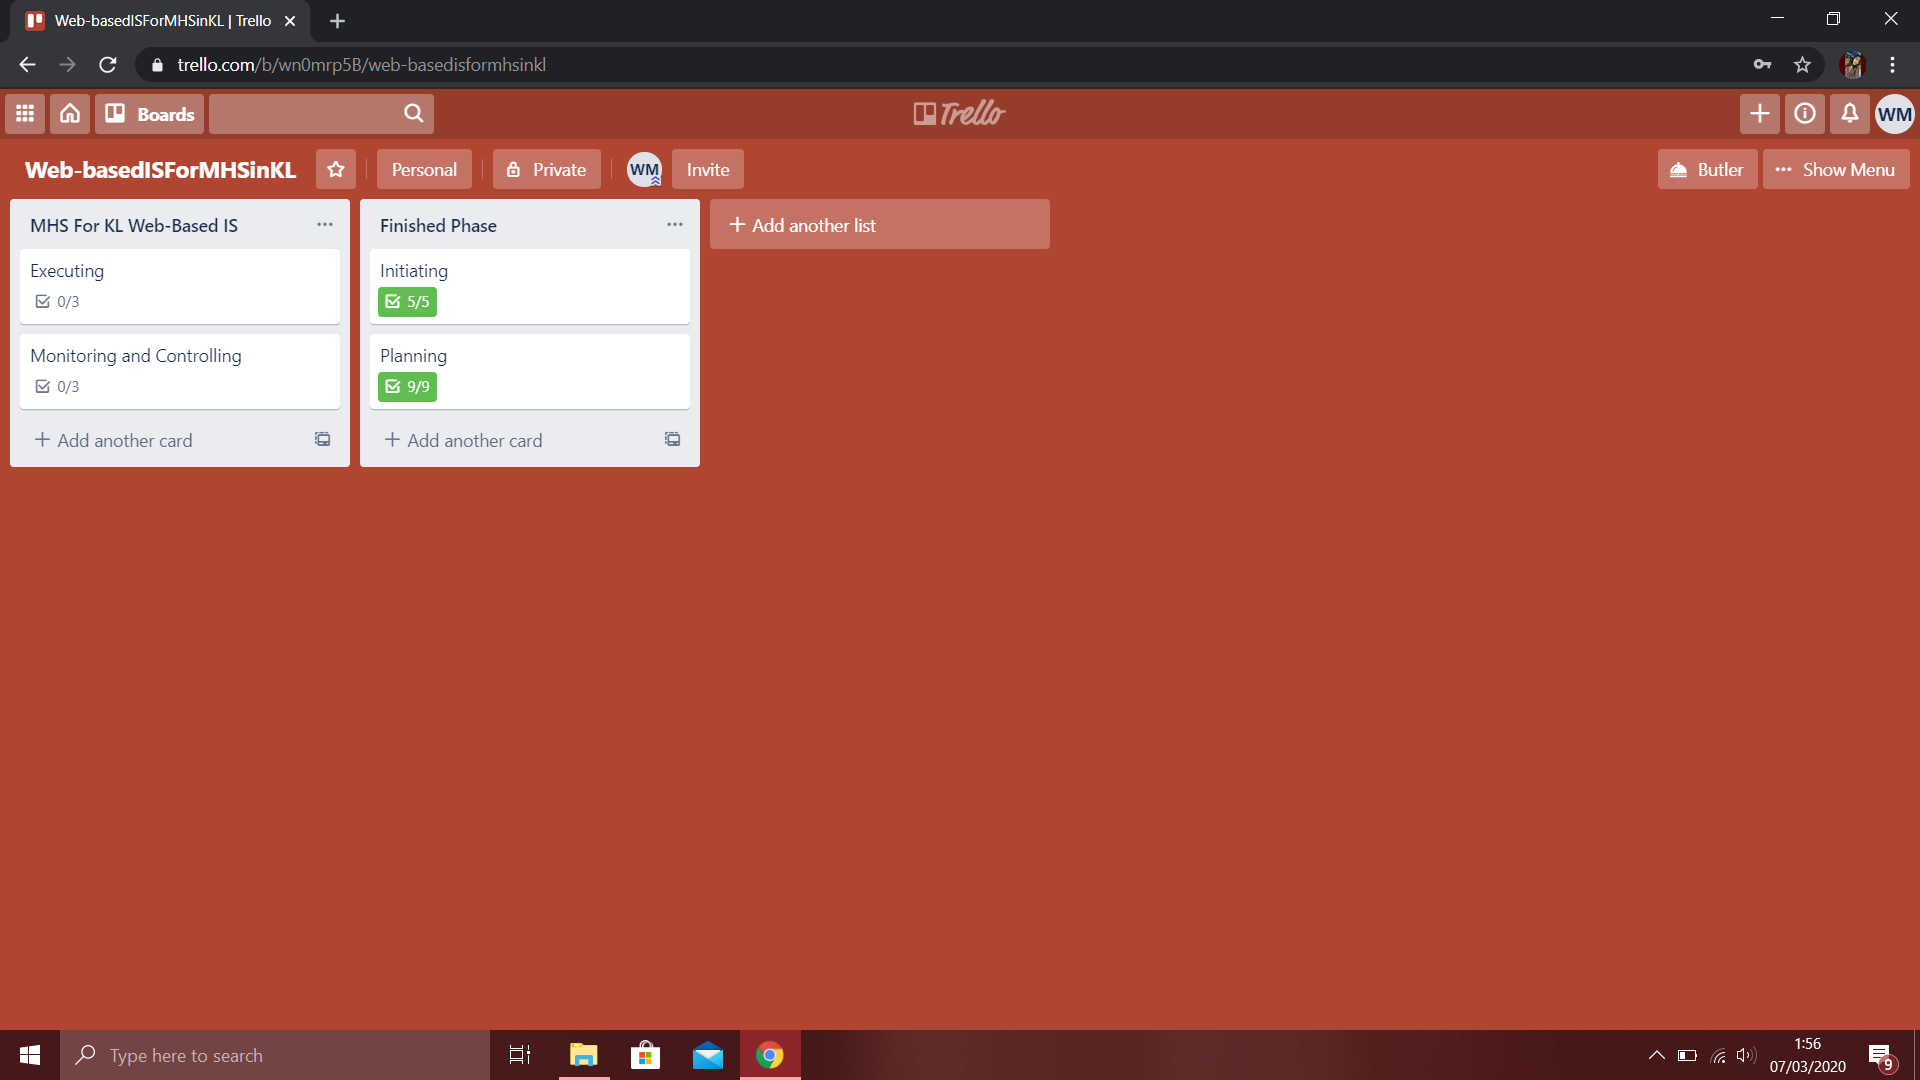 Web-basedISForMHSinKL | Trello
trello.com/b/wn0mrp5B/web-basedisformhsinkl
Boards
Trello
WM
Web-basedISForMHSinKL
Personal
Private
WM
Invite
Butler
Show Menu
MHS For KL Web-Based IS
Executing
0/3
Monitoring and Controlling
0/3
+ Add another card
Finished Phase
Initiating
5/5
Planning
9/9
+ Add another card
+ Add another list
Type here to search
1:56
07/03/2020
9